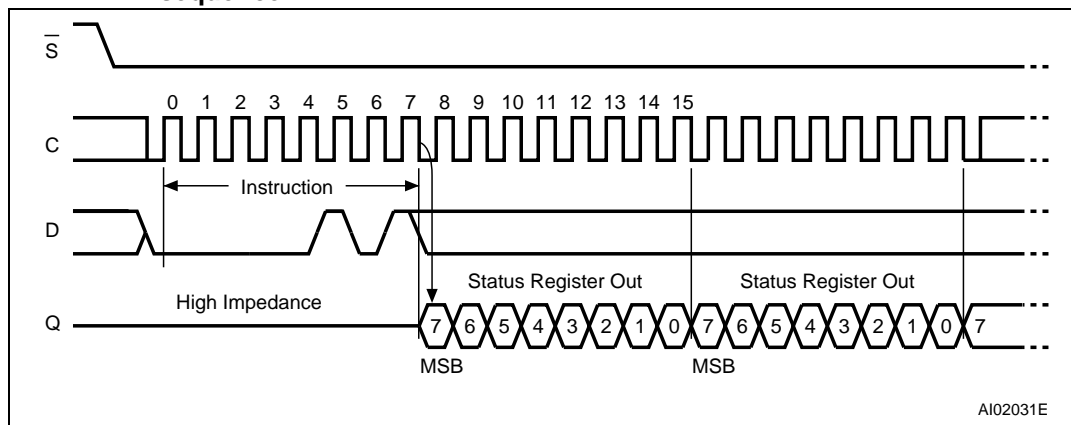 S
0 1 2 3 4 5 6 7 8 9 10 11 12 13 14 15
C
Instruction
D
Status Register Out Status Register Out
High Impedance
Q 7 6 5 4 3 2 1 0 7 6 5 4 3 2 1 0 7
MSB MSB
AI02031E